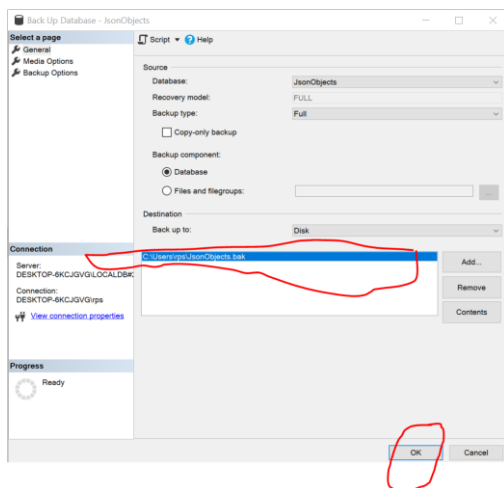 Back Up Database - JsonObjects
Select a page
General
Media Options
Backup Options
Script
Help
Source
Database:
JsonObjects
Recovery model:
FULL
Backup type:
Full
Copy-only backup
Backup component:
Database
Files and filegroups:
...
Destination
Back up to:
Disk
C:\Users\rps\JsonObjects.bak
Add...
Remove
Contents
Connection
Server:
DESKTOP-6KCJGVG\LOCALDB#
Connection:
DESKTOP-6KCJGVG\rps
View connection properties
Progress
Ready
OK
Cancel